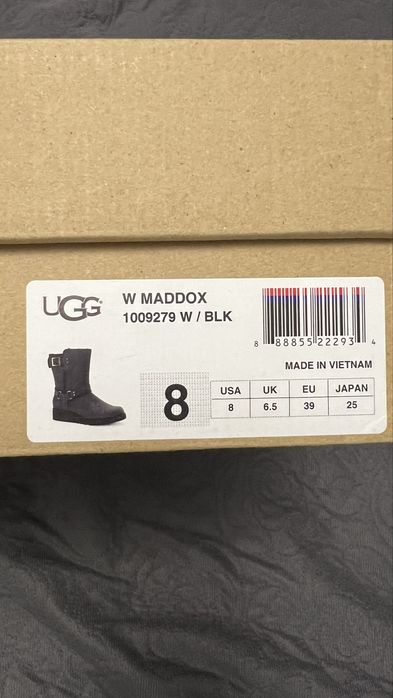 UGG
W MADDOX
1009279 W / BLK
8 88855 22293 4
MADE IN VIETNAM
8
USA UK EU JAPAN
8 6.5 39 25